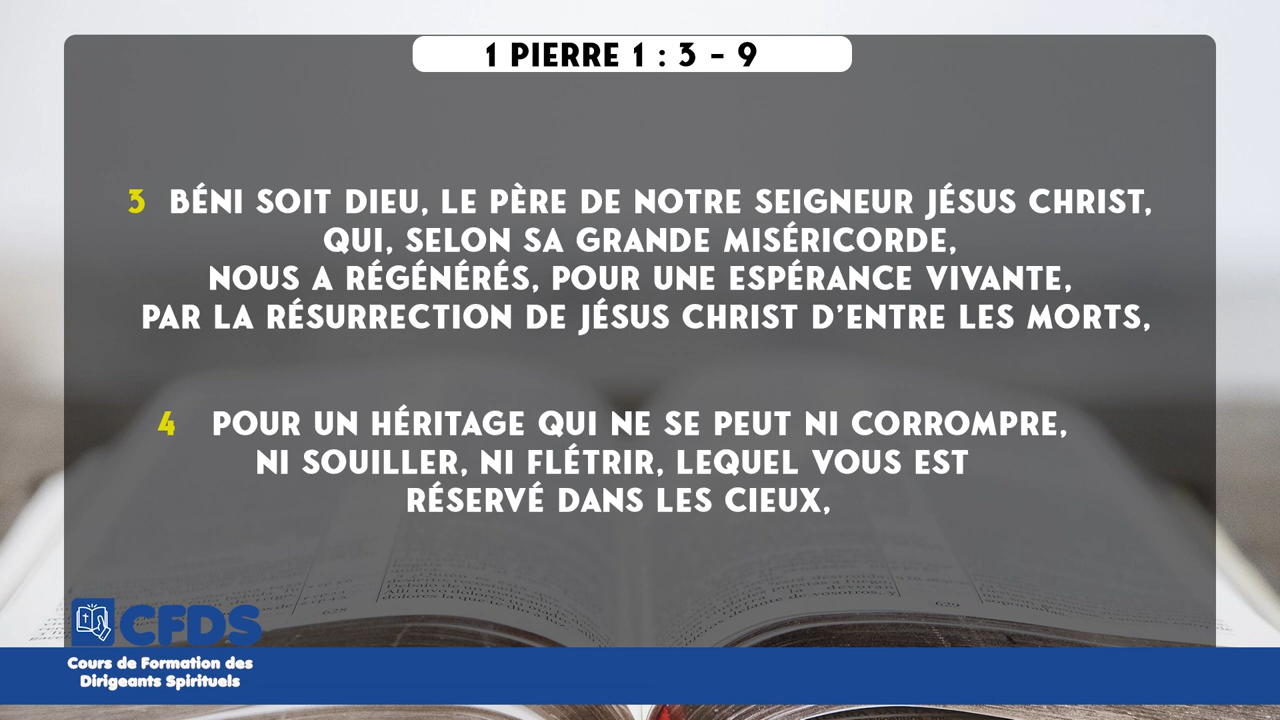 1 PIERRE 1 : 3 - 9
3 BÉNI SOIT DIEU, LE PÈRE DE NOTRE SEIGNEUR JÉSUS CHRIST,
QUI, SELON SA GRANDE MISÉRICORDE,
NOUS A RÉGÉNÉRÉS, POUR UNE ESPÉRANCE VIVANTE,
PAR LA RÉSURRECTION DE JÉSUS CHRIST D'ENTRE LES MORTS,
4 POUR UN HÉRITAGE QUI NE SE PEUT NI CORROMPRE,
NI SOUILLER, NI FLÉTRIR, LEQUEL VOUS EST
RÉSERVÉ DANS LES CIEUX,
628
629
CFDS
Cours de Formation des
Dirigeants Spirituels